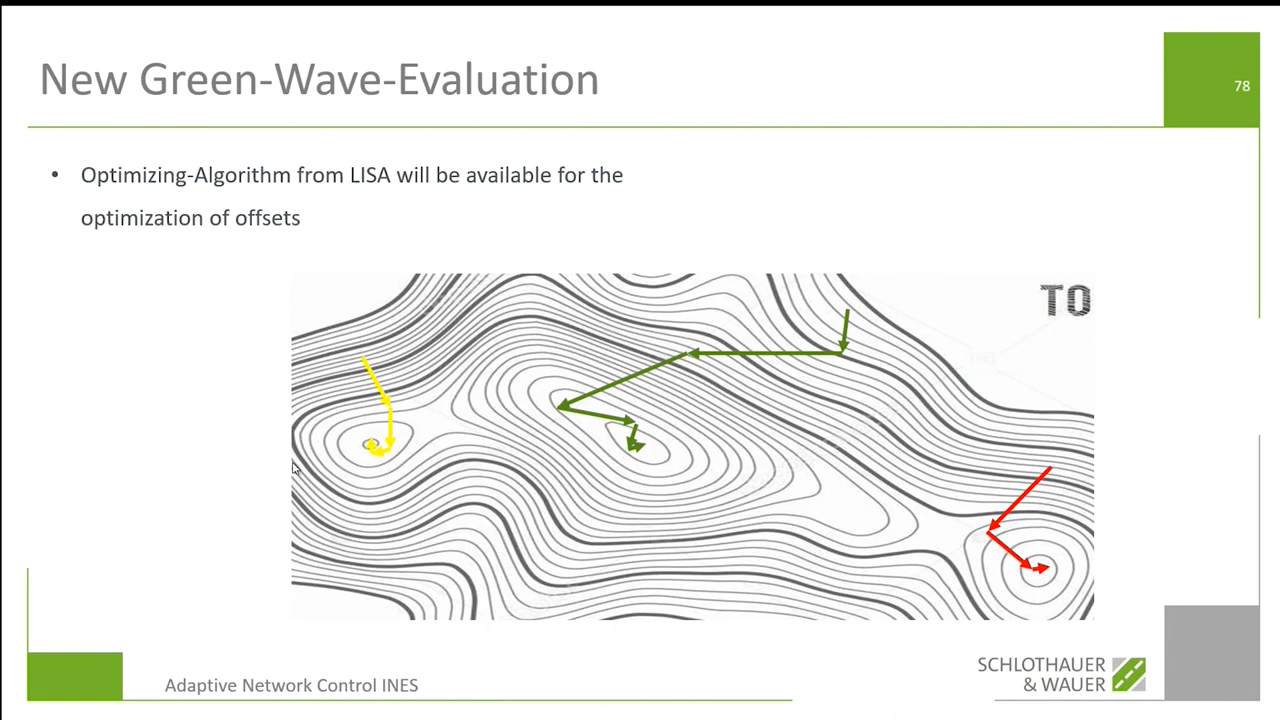 New Green-Wave-Evaluation
78
• Optimizing-Algorithm from LISA will be available for the
optimization of offsets
TO
Adaptive Network Control INES
SCHLOTHAUER
& WAUER